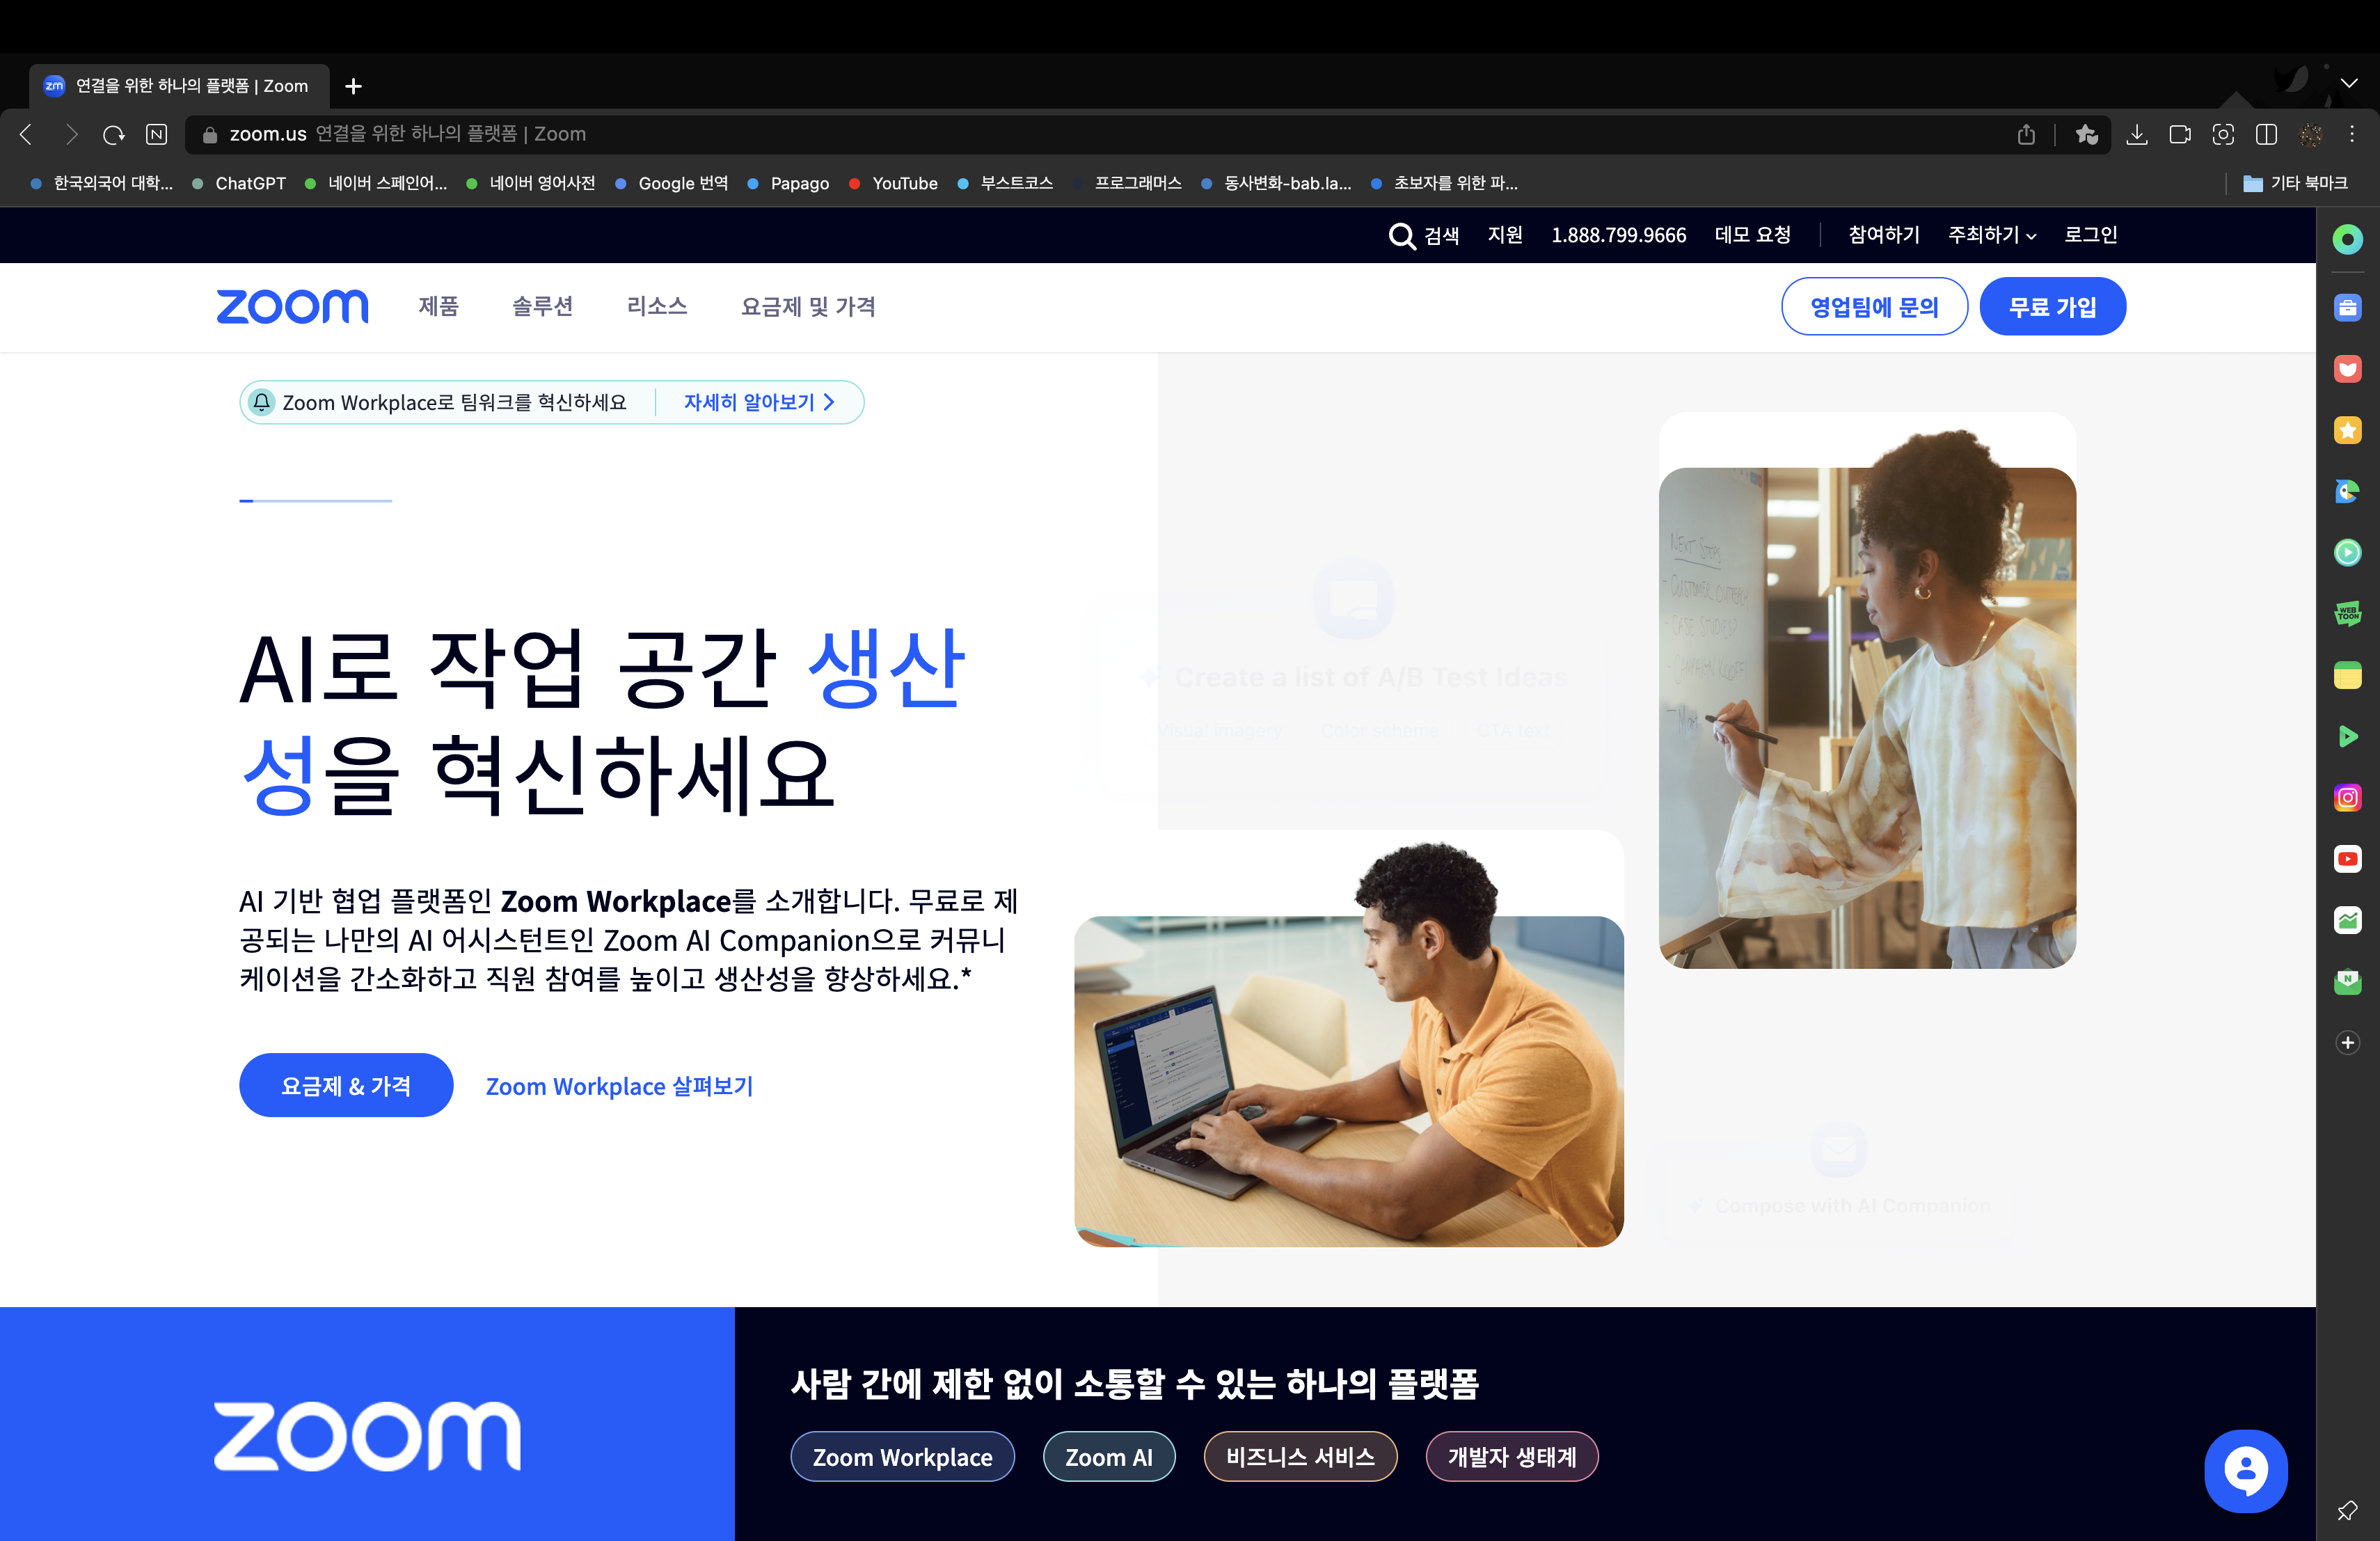 연결을 위한 하나의 플랫폼 | Zoom
zoom.us 연결을 위한 하나의 플랫폼 | Zoom
한국외국어 대학... ChatGPT 네이버 스페인어... 네이버 영어사전 Google 번역 Papago YouTube 부스트코스 프로그래머스 동사변화-bab.la... 초보자를 위한 파... 기타 북마크
검색 지원 1.888.799.9666 데모 요청 참여하기 주최하기 로그인
zoom 제품 솔루션 리소스 요금제 및 가격 영업팀에 문의 무료 가입
Zoom Workplace로 팀워크를 혁신하세요 자세히 알아보기
AI로 작업 공간 생산
성을 혁신하세요
AI 기반 협업 플랫폼인 Zoom Workplace를 소개합니다. 무료로 제
공되는 나만의 AI 어시스턴트인 Zoom AI Companion으로 커뮤니
케이션을 간소화하고 직원 참여를 높이고 생산성을 향상하세요.*
요금제 & 가격 Zoom Workplace 살펴보기
Create a list of A/B Test Ideas
Visual imagery Color scheme CTA text
NEXT STEPS
Compose with AI Companion
WEB
TOON
zoom
사람 간에 제한 없이 소통할 수 있는 하나의 플랫폼
Zoom Workplace Zoom AI 비즈니스 서비스 개발자 생태계